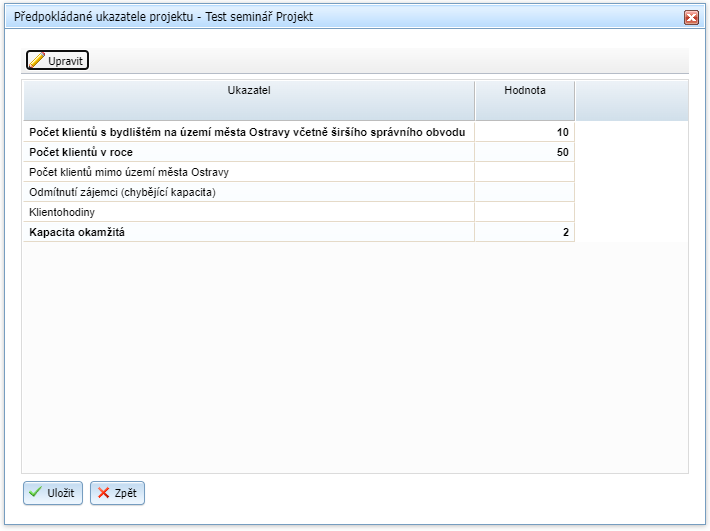 Předpokládané ukazatele projektu - Test seminář Projekt
Upravit
Ukazatel Hodnota
Počet klientů s bydlištěm na území města Ostravy včetně širšího správního obvodu 10
Počet klientů v roce 50
Počet klientů mimo území města Ostravy
Odmítnutí zájemci (chybějící kapacita)
Klientohodiny
Kapacita okamžitá 2
Uložit Zpět